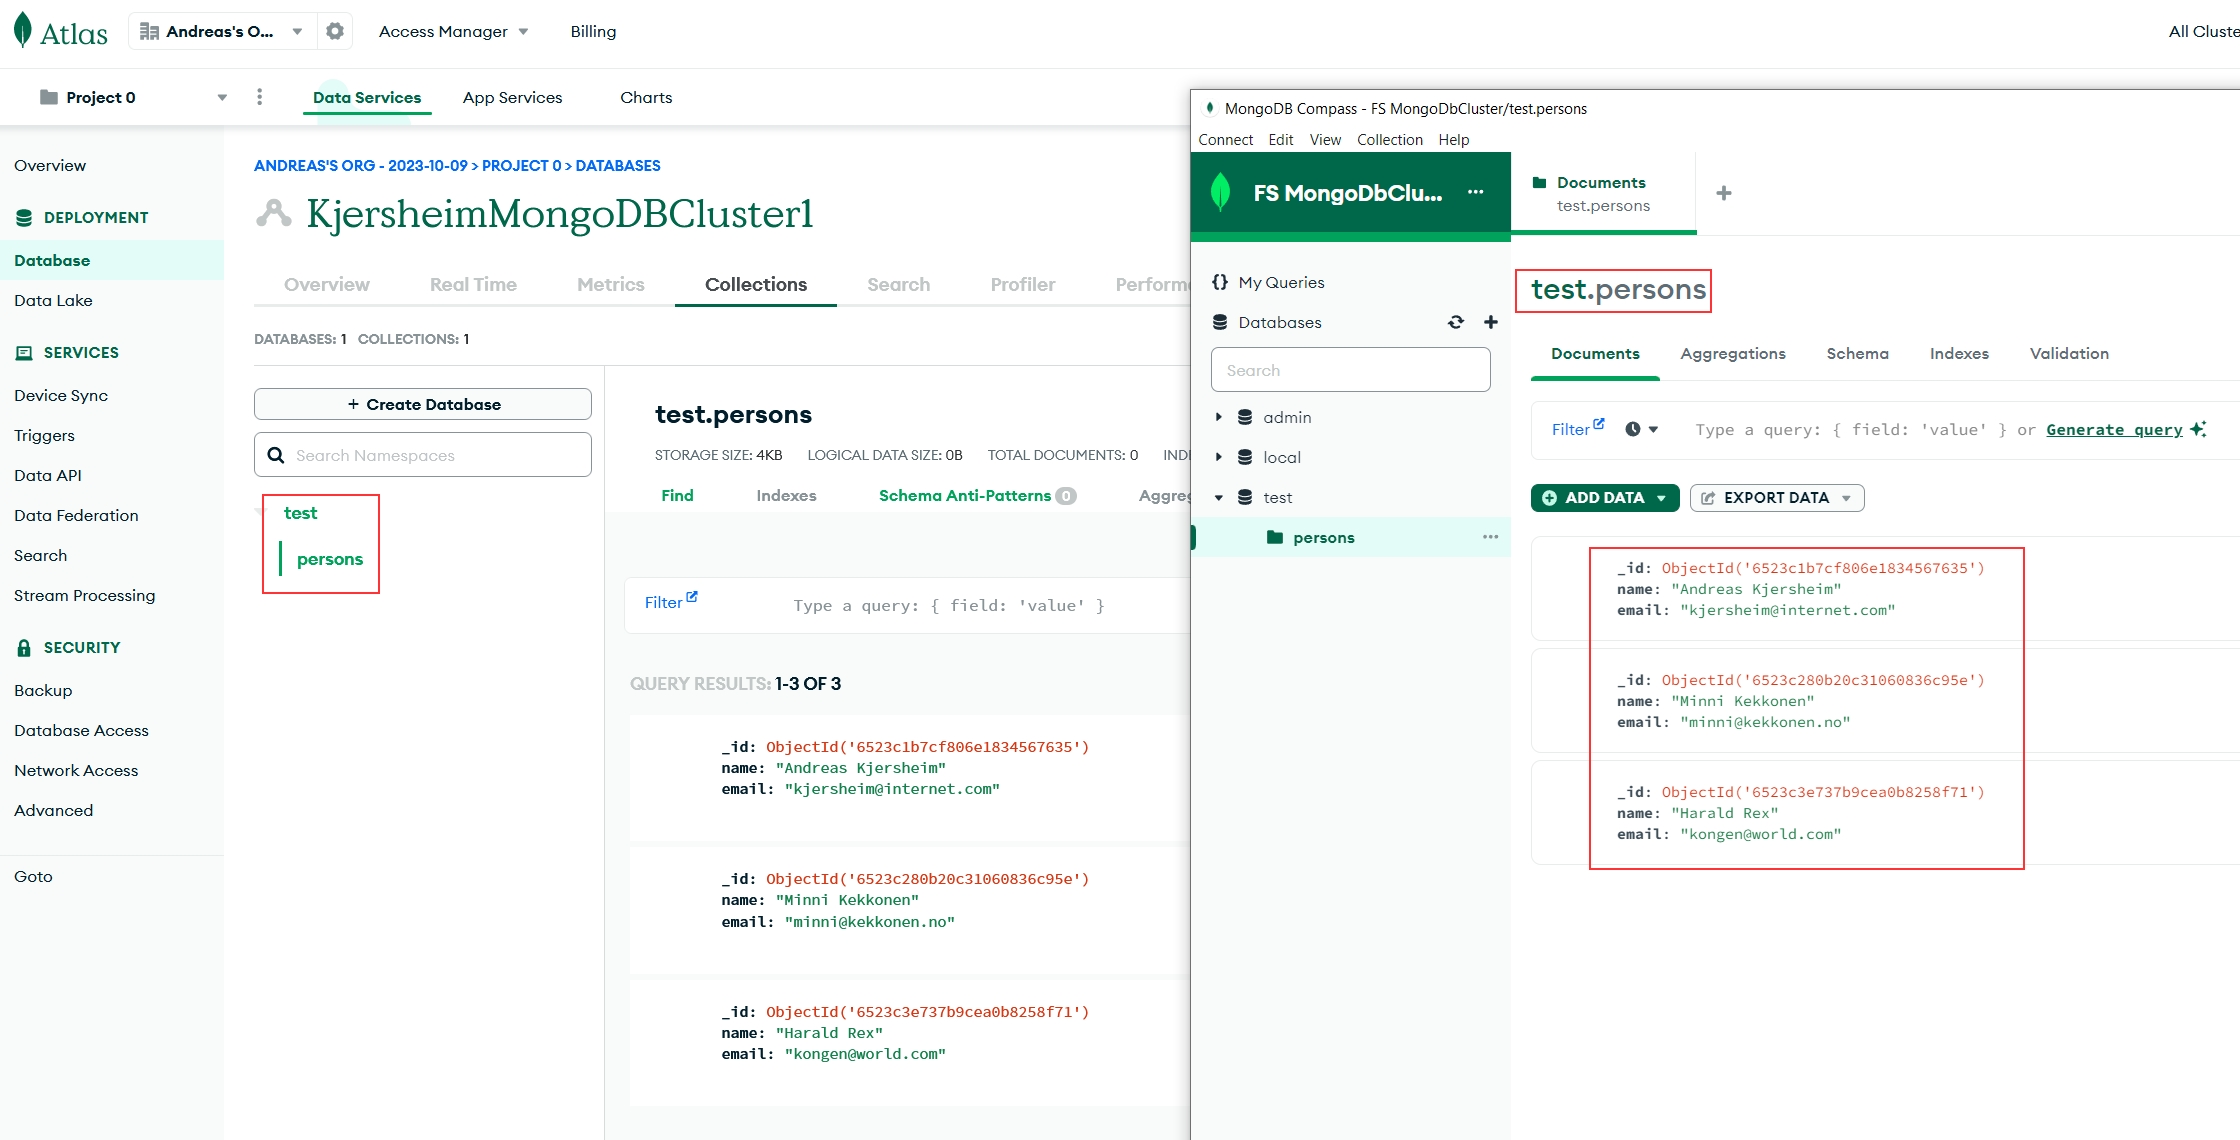 Atlas
Andreas's O...
Access Manager
Billing
All Cluste
Project 0
Data Services
App Services
Charts
Overview
DEPLOYMENT
Database
Data Lake
SERVICES
Device Sync
Triggers
Data API
Data Federation
Search
Stream Processing
SECURITY
Backup
Database Access
Network Access
Advanced
Goto
ANDREAS'S ORG - 2023-10-09 > PROJECT 0 > DATABASES
KjersheimMongoDBCluster1
Overview
Real Time
Metrics
Collections
Search
Profiler
Perform
DATABASES: 1 COLLECTIONS: 1
+ Create Database
Search Namespaces
test
persons
test.persons
STORAGE SIZE: 4KB LOGICAL DATA SIZE: 0B TOTAL DOCUMENTS: 0 INDE
Find
Indexes
Schema Anti-Patterns 0
Aggreg
Filter
Type a query: { field: 'value' }
QUERY RESULTS: 1-3 OF 3
_id: ObjectId('6523c1b7cf806e1834567635')
name: "Andreas Kjersheim"
email: "kjersheim@internet.com"
_id: ObjectId('6523c280b20c31060836c95e')
name: "Minni Kekkonen"
email: "minni@kekkonen.no"
_id: ObjectId('6523c3e737b9cea0b8258f71')
name: "Harald Rex"
email: "kongen@world.com"
MongoDB Compass - FS MongoDbCluster/test.persons
Connect Edit View Collection Help
FS MongoDbClu...
Documents
test.persons
{} My Queries
Databases
Search
admin
local
test
persons
test.persons
Documents
Aggregations
Schema
Indexes
Validation
Filter
Type a query: { field: 'value' } or Generate query
ADD DATA
EXPORT DATA
_id: ObjectId('6523c1b7cf806e1834567635')
name: "Andreas Kjersheim"
email: "kjersheim@internet.com"
_id: ObjectId('6523c280b20c31060836c95e')
name: "Minni Kekkonen"
email: "minni@kekkonen.no"
_id: ObjectId('6523c3e737b9cea0b8258f71')
name: "Harald Rex"
email: "kongen@world.com"